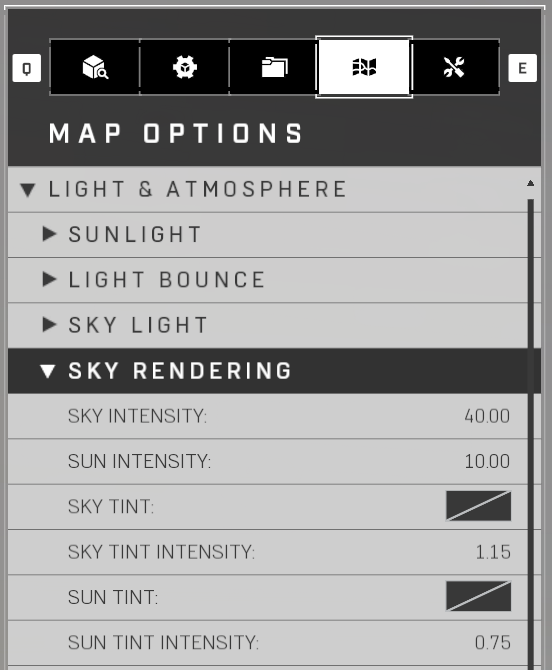 Q
E
MAP OPTIONS
LIGHT & ATMOSPHERE
SUNLIGHT
LIGHT BOUNCE
SKY LIGHT
SKY RENDERING
SKY INTENSITY: 40.00
SUN INTENSITY: 10.00
SKY TINT:
SKY TINT INTENSITY: 1.15
SUN TINT:
SUN TINT INTENSITY: 0.75